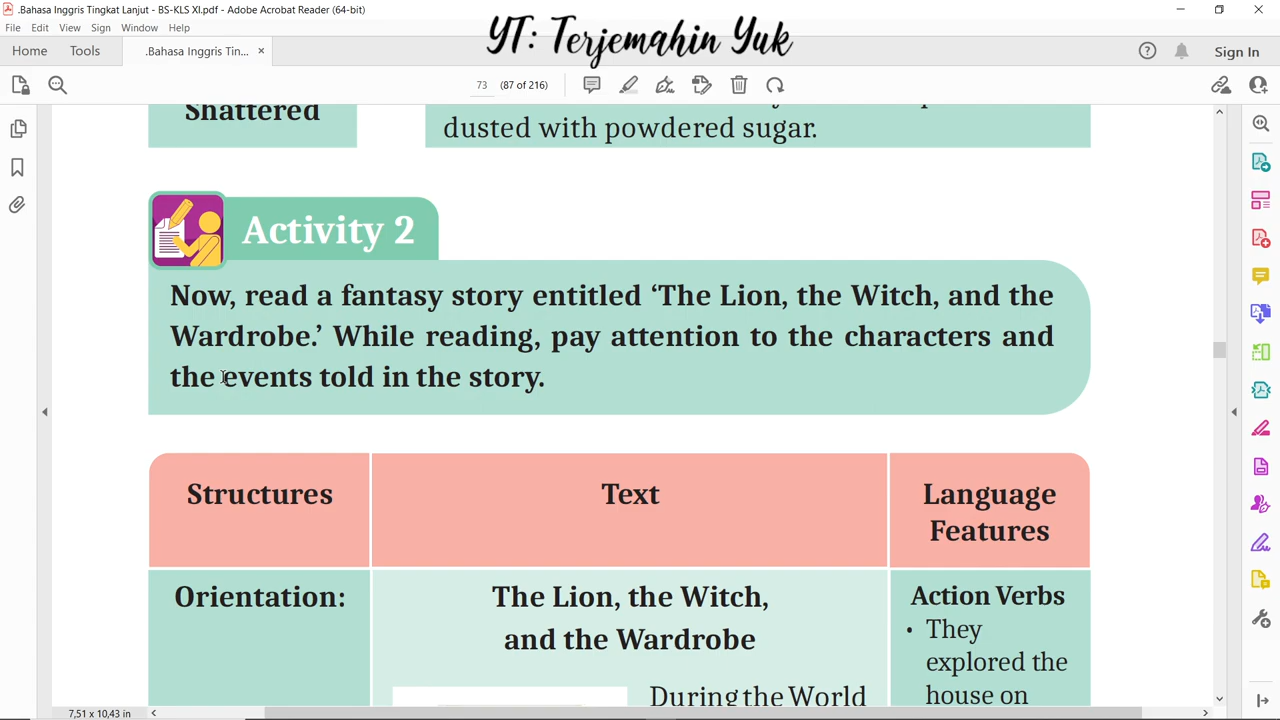 .Bahasa Inggris Tingkat Lanjut - BS-KLS XI.pdf - Adobe Acrobat Reader (64-bit)
File Edit View Sign Window Help
YT: Terjemahin Yuk
Home Tools .Bahasa Inggris Tin... × Sign In
73 (87 of 216)
Shattered
dusted with powdered sugar.
Activity 2
Now, read a fantasy story entitled ‘The Lion, the Witch, and the
Wardrobe.’ While reading, pay attention to the characters and
the events told in the story.
Structures
Text
Language
Features
Orientation:
The Lion, the Witch,
and the Wardrobe
During the World
Action Verbs
• They
explored the
house on
7,51 x 10,43 in